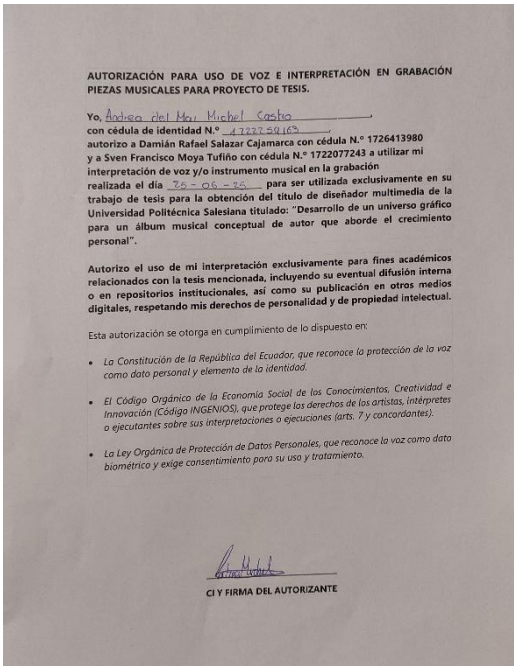 AUTORIZACIÓN PARA USO DE VOZ E INTERPRETACIÓN EN GRABACIÓN
PIEZAS MUSICALES PARA PROYECTO DE TESIS.
Yo, Andrea del Mar Michel Castro,
con cédula de identidad N.º 1722250163,
autorizo a Damián Rafael Salazar Cajamarca con cédula N.º 1726413980
y a Sven Francisco Moya Tufiño con cédula N.º 1722077243 a utilizar mi
interpretación de voz y/o instrumento musical en la grabación
realizada el día 25-06-25 para ser utilizada exclusivamente en su
trabajo de tesis para la obtención del titulo de diseñador multimedia de la
Universidad Politécnica Salesiana titulado: "Desarrollo de un universo gráfico
para un álbum musical conceptual de autor que aborde el crecimiento
personal".
Autorizo el uso de mi interpretación exclusivamente para fines académicos
relacionados con la tesis mencionada, incluyendo su eventual difusión interna
o en repositorios institucionales, así como su publicación en otros medios
digitales, respetando mis derechos de personalidad y de propiedad intelectual.
Esta autorización se otorga en cumplimiento de lo dispuesto en:
• La Constitución de la República del Ecuador, que reconoce la protección de la voz
como dato personal y elemento de la identidad.
• El Código Orgánico de la Economía Social de los Conocimientos, Creatividad e
Innovación (Código INGENIOS), que protege los derechos de los artistas, intérpretes
o ejecutantes sobre sus interpretaciones o ejecuciones (arts. 7 y concordantes).
• La Ley Orgánica de Protección de Datos Personales, que reconoce la voz como dato
biométrico y exige consentimiento para su uso y tratamiento.
CI Y FIRMA DEL AUTORIZANTE